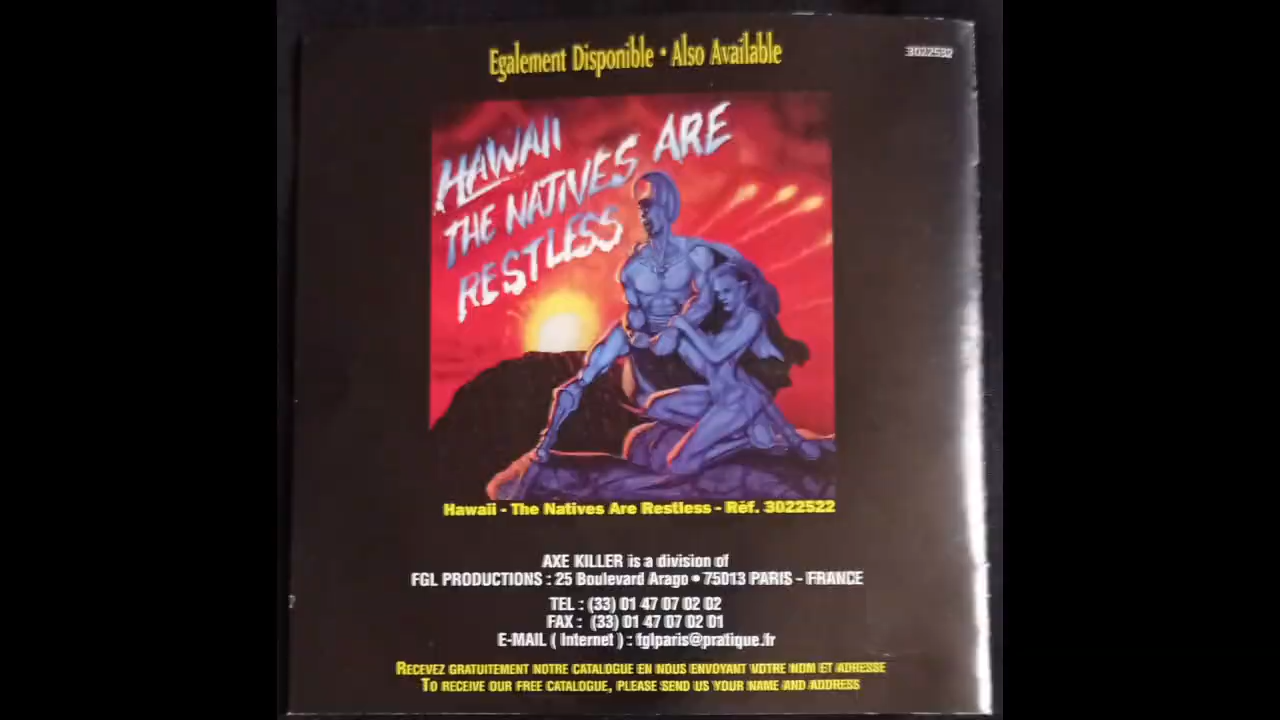 Egalement Disponible • Also Available
3022532
HAWAII
THE NATIVES ARE
RESTLESS
Hawaii - The Natives Are Restless - Réf. 3022522
AXE KILLER is a division of
FGL PRODUCTIONS : 25 Boulevard Arago • 75013 PARIS - FRANCE
TEL : (33) 01 47 07 02 02
FAX : (33) 01 47 07 02 01
E-MAIL ( Internet ) : fglparis@pratique.fr
RECEVEZ GRATUITEMENT NOTRE CATALOGUE EN NOUS ENVOYANT VOTRE NOM ET ADRESSE
TO RECEIVE OUR FREE CATALOGUE, PLEASE SEND US YOUR NAME AND ADDRESS